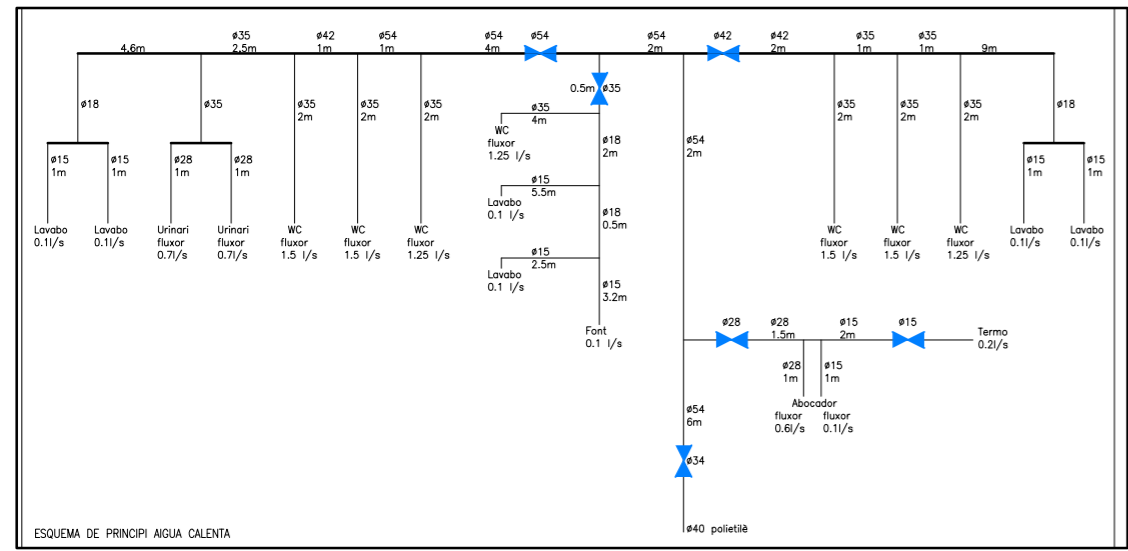 ø35
ø42
ø54
ø54
ø54
ø54
ø42
ø42
ø35
ø35
4.6m
2.5m
1m
1m
4m
2m
2m
1m
1m
9m
0.5m
ø35
ø18
ø35
ø35
2m
ø35
2m
ø35
2m
ø35
4m
WC
fluxor
1.25 l/s
ø18
2m
ø54
2m
ø35
2m
ø35
2m
ø35
2m
ø18
ø15
1m
ø15
1m
ø28
1m
ø28
1m
ø15
5.5m
Lavabo
0.1 l/s
ø15
1m
ø15
1m
Lavabo
0.1l/s
Lavabo
0.1l/s
Urinari
fluxor
0.7l/s
Urinari
fluxor
0.7l/s
WC
fluxor
1.5 l/s
WC
fluxor
1.5 l/s
WC
fluxor
1.25 l/s
ø18
0.5m
ø15
2.5m
Lavabo
0.1 l/s
ø15
3.2m
Font
0.1 l/s
WC
fluxor
1.5 l/s
WC
fluxor
1.5 l/s
WC
fluxor
1.25 l/s
Lavabo
0.1l/s
Lavabo
0.1l/s
ø28
ø28
1.5m
ø15
2m
ø15
Termo
0.2l/s
ø28
1m
ø15
1m
Abocador
fluxor
0.6l/s
fluxor
0.1l/s
ø54
6m
ø34
ø40 polietilè
ESQUEMA DE PRINCIPI AIGUA CALENTA